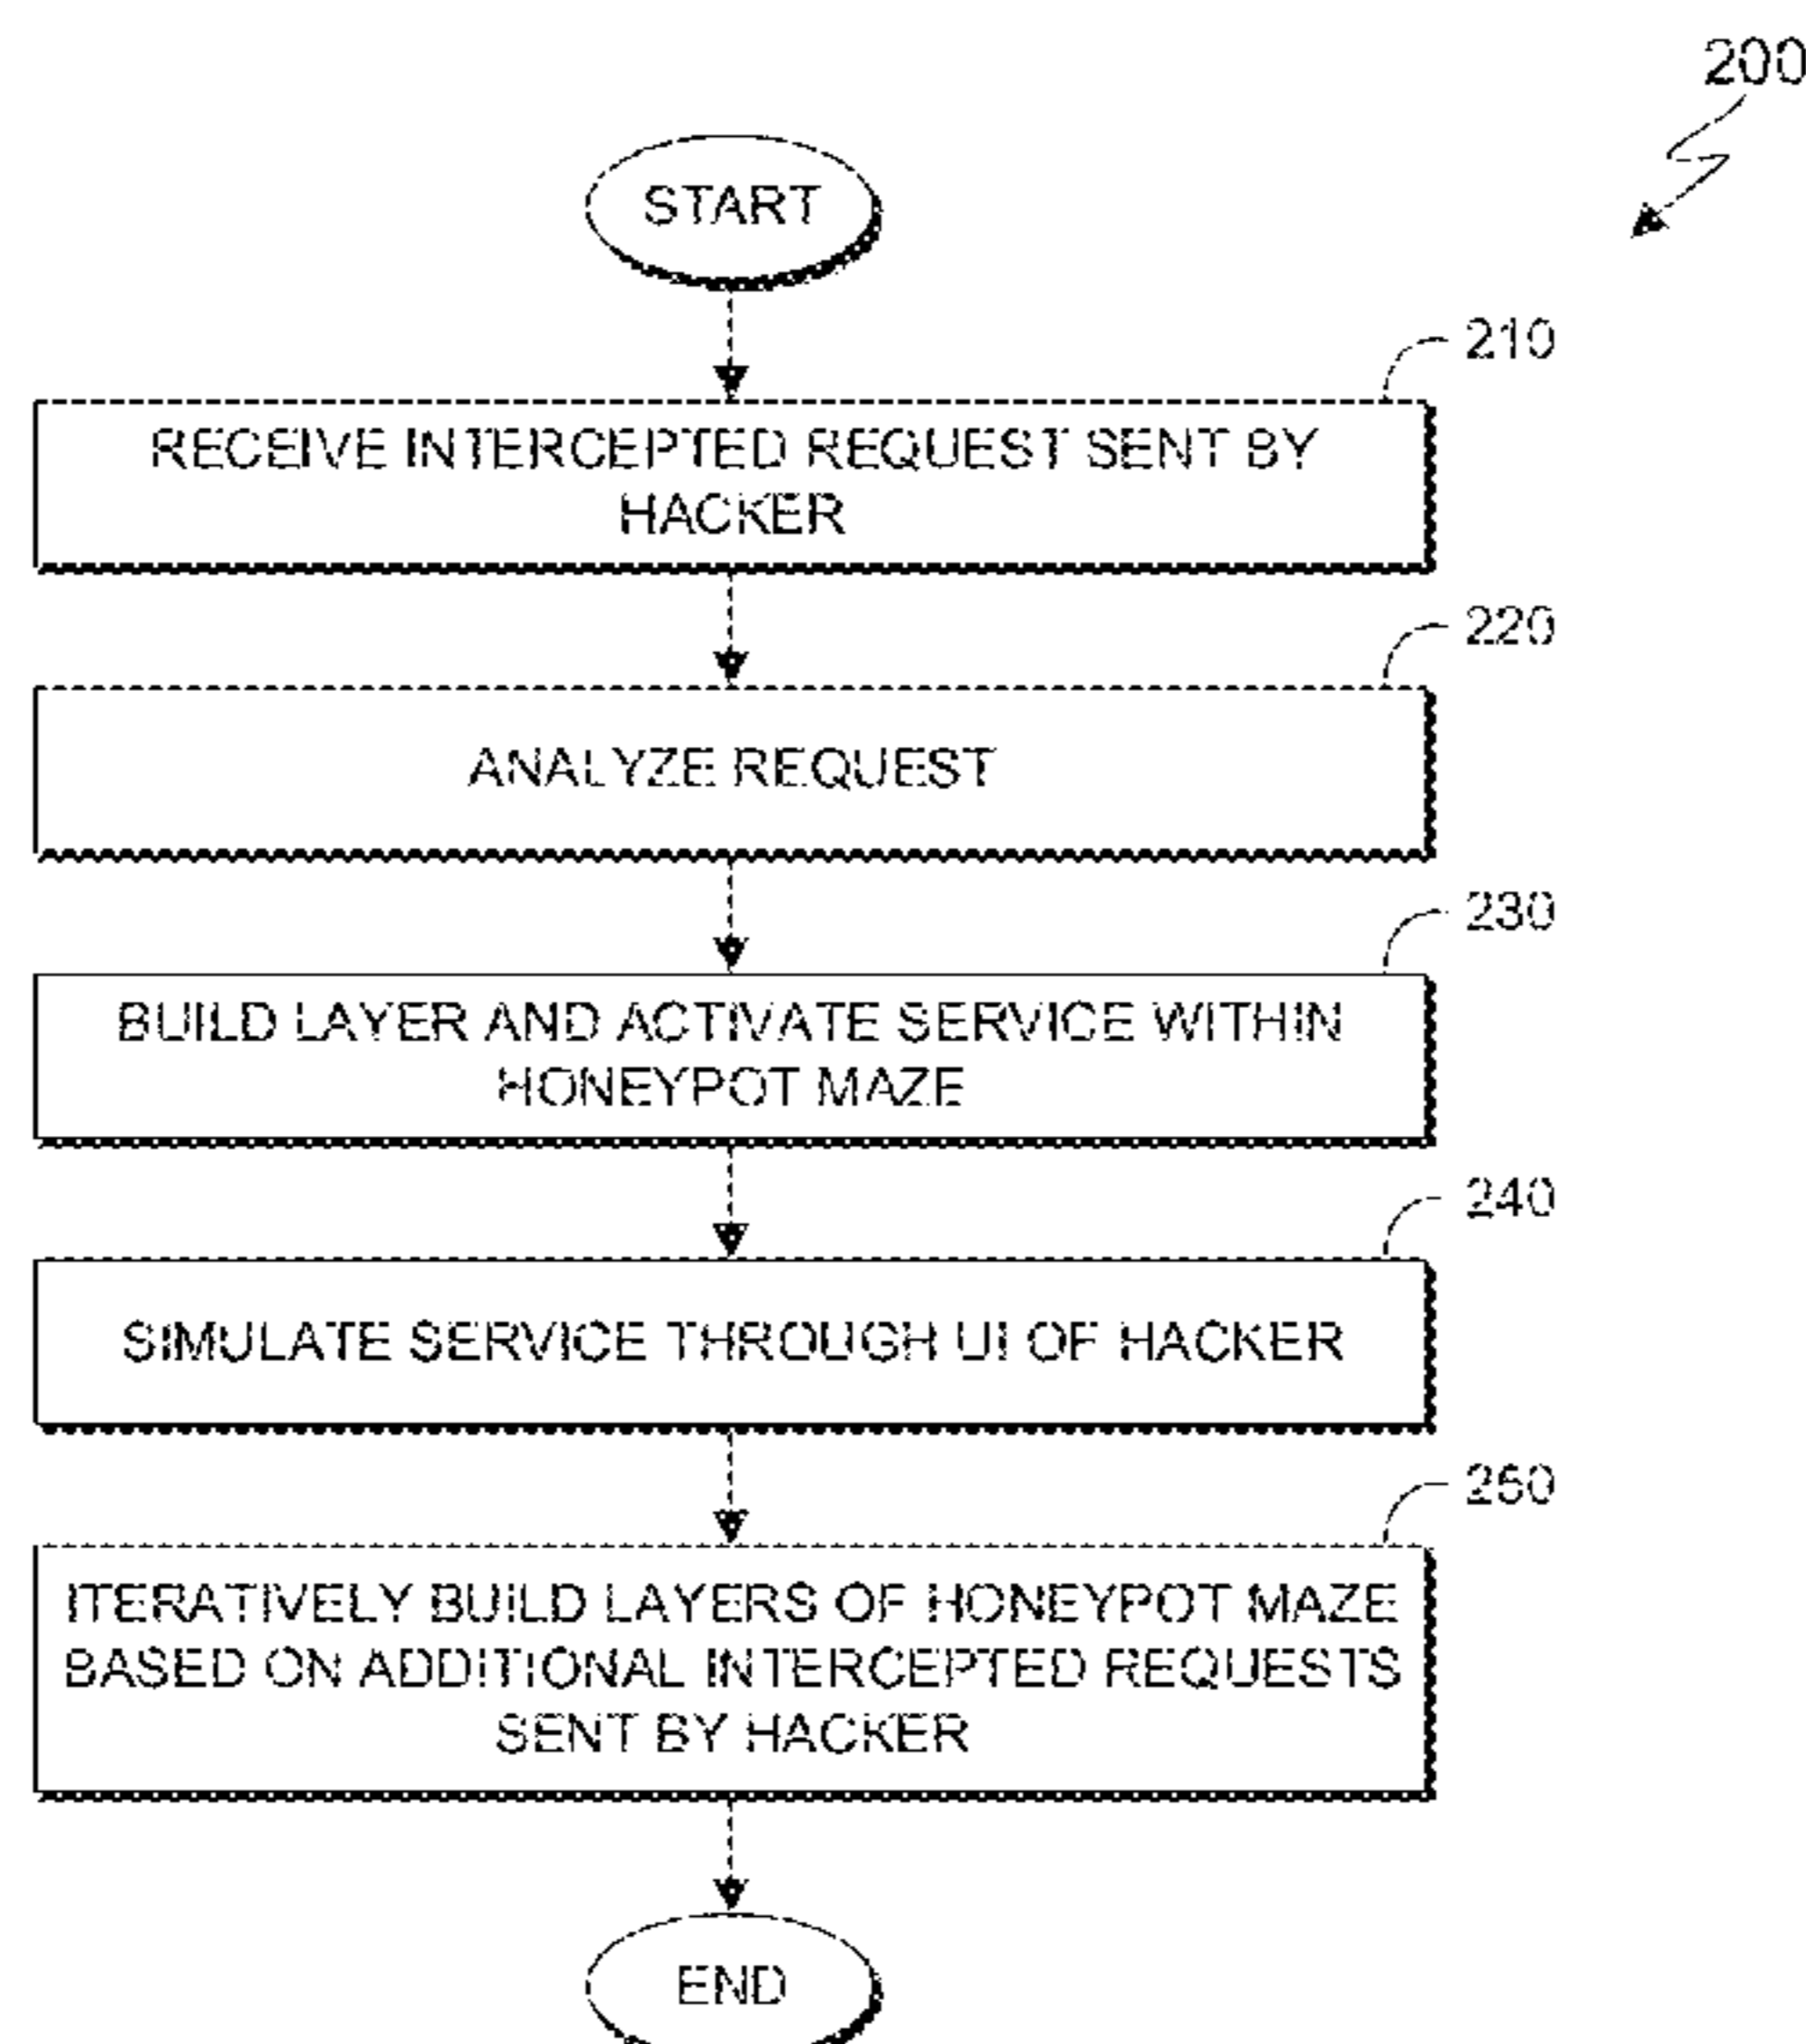 200
START
210
RECEIVE INTERCEPTED REQUEST SENT BY
HACKER
220
ANALYZE REQUEST
230
BUILD LAYER AND ACTIVATE SERVICE WITHIN
HONEYPOT MAZE
240
SIMULATE SERVICE THROUGH UI OF HACKER
250
ITERATIVELY BUILD LAYERS OF HONEYPOT MAZE
BASED ON ADDITIONAL INTERCEPTED REQUESTS
SENT BY HACKER
END